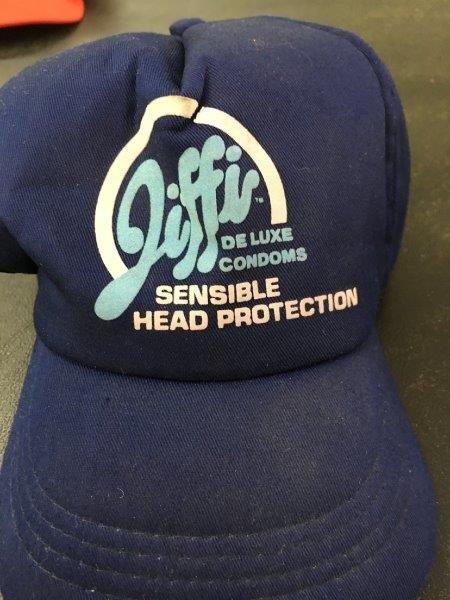 Jiffi™
DE LUXE
CONDOMS
SENSIBLE
HEAD PROTECTION